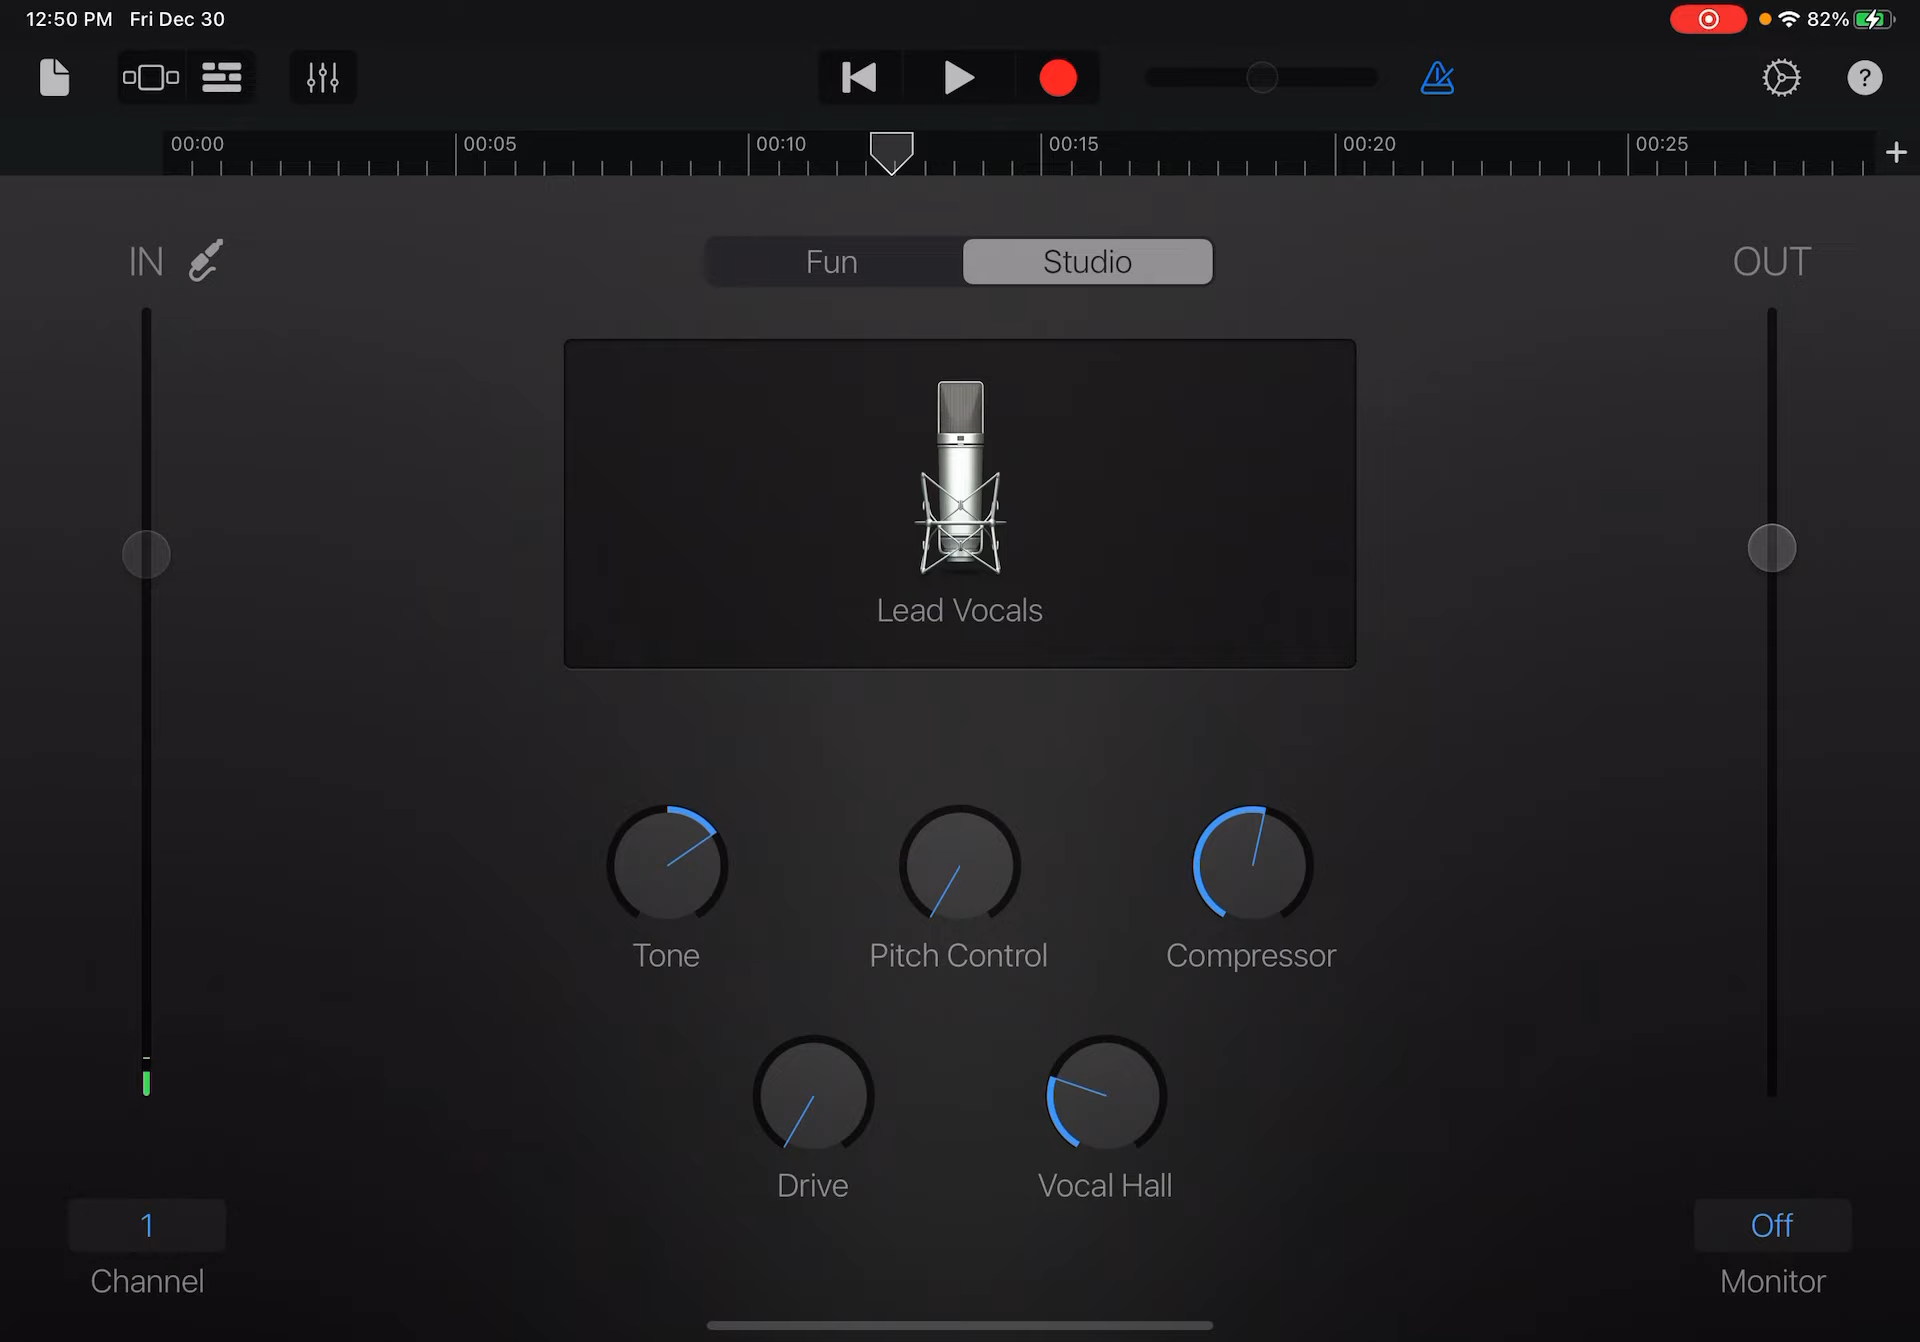 12:50 PM Fri Dec 30
82%
?
00:00 00:05 00:10 00:15 00:20 00:25
IN
Fun Studio
OUT
Lead Vocals
Tone Pitch Control Compressor
Drive Vocal Hall
1
Channel
Off
Monitor